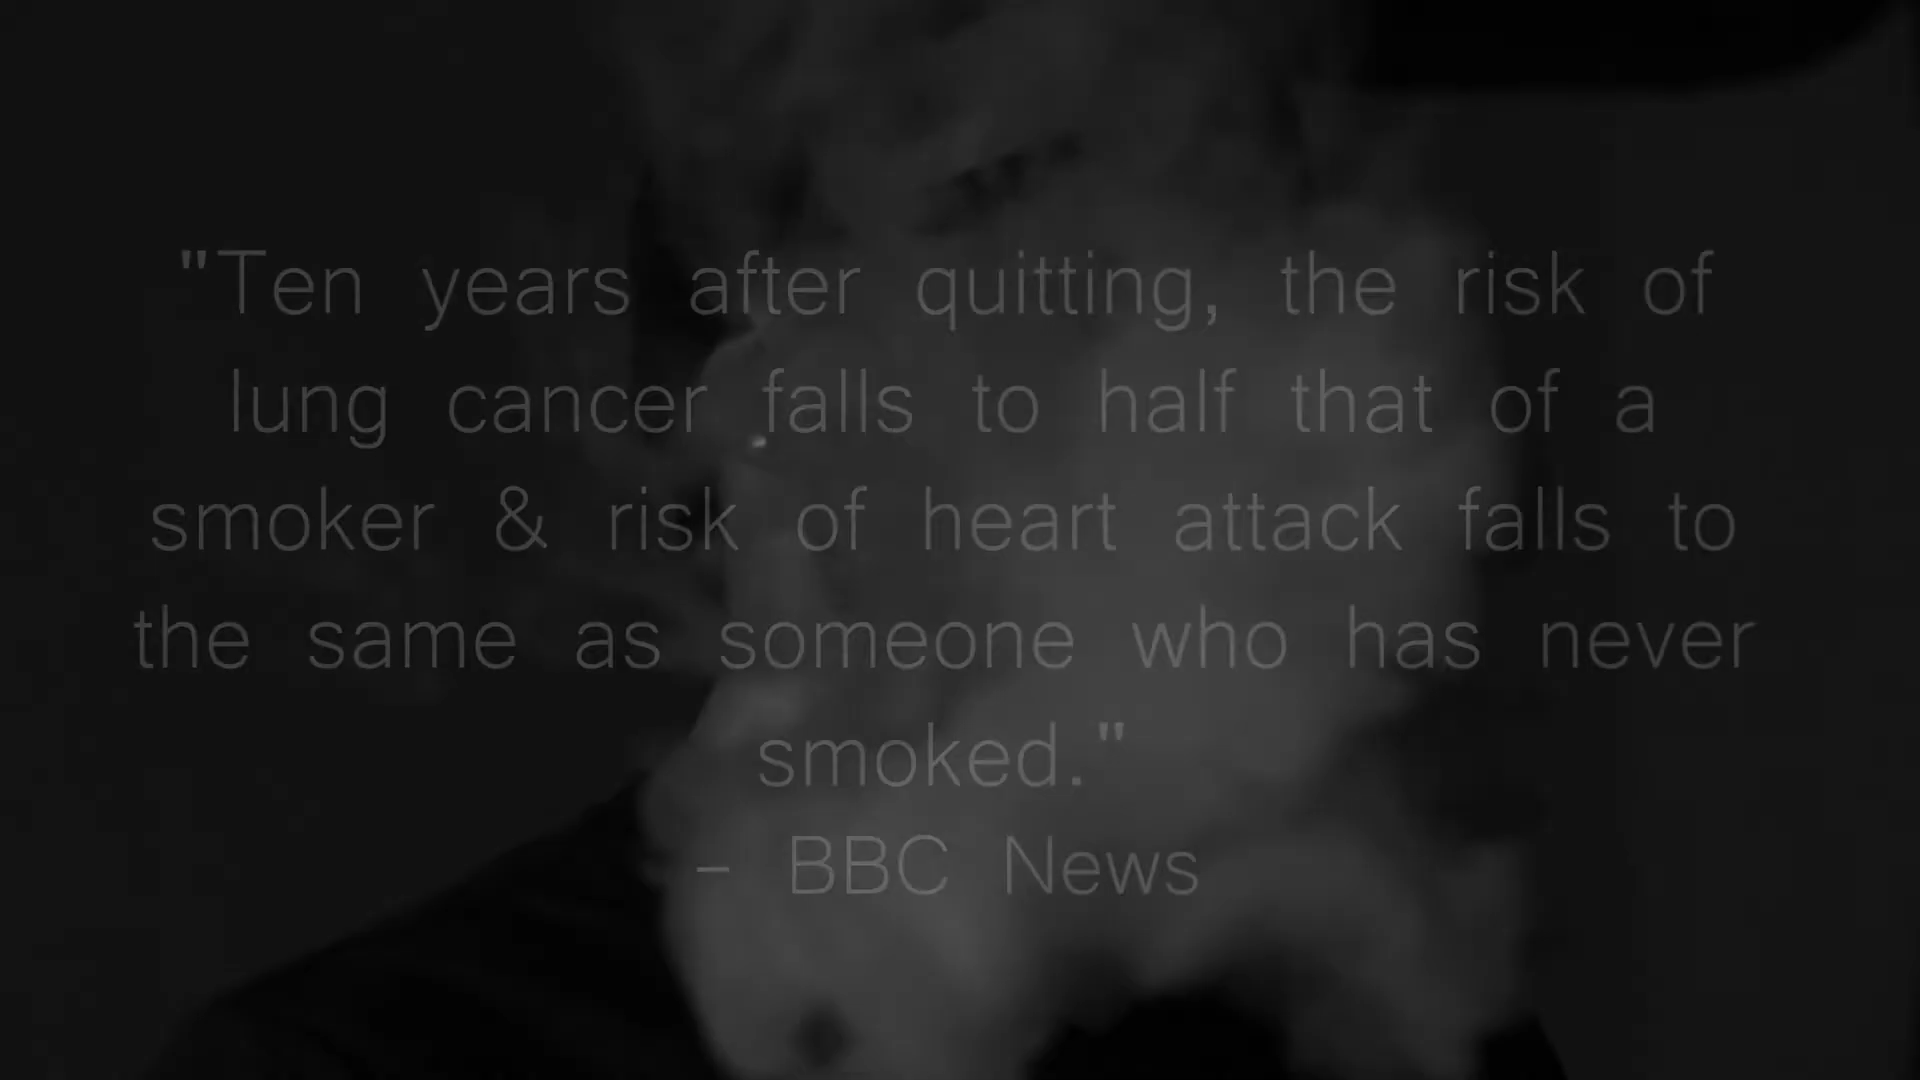 "Ten years after quitting, the risk of
lung cancer falls to half that of a
smoker & risk of heart attack falls to
the same as someone who has never
smoked."
- BBC News